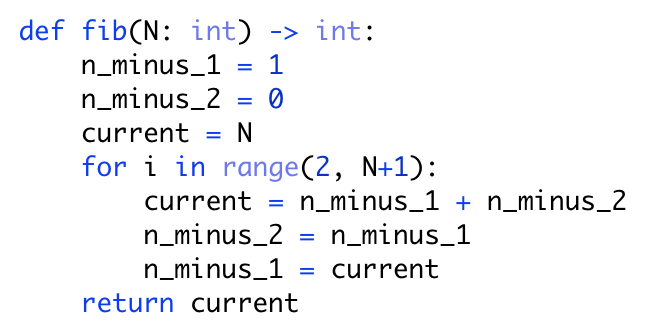 def fib(N: int) -> int:
    n_minus_1 = 1
    n_minus_2 = 0
    current = N
    for i in range(2, N+1):
        current = n_minus_1 + n_minus_2
        n_minus_2 = n_minus_1
        n_minus_1 = current
    return current